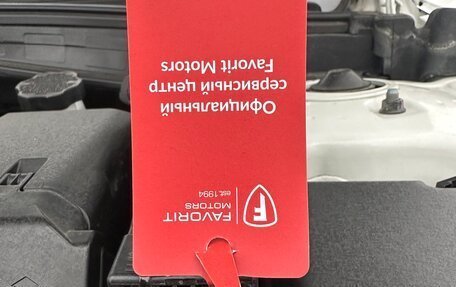 FAVORIT
MOTORS
est.1994
Официальный
сервисный центр
Favorit Motors